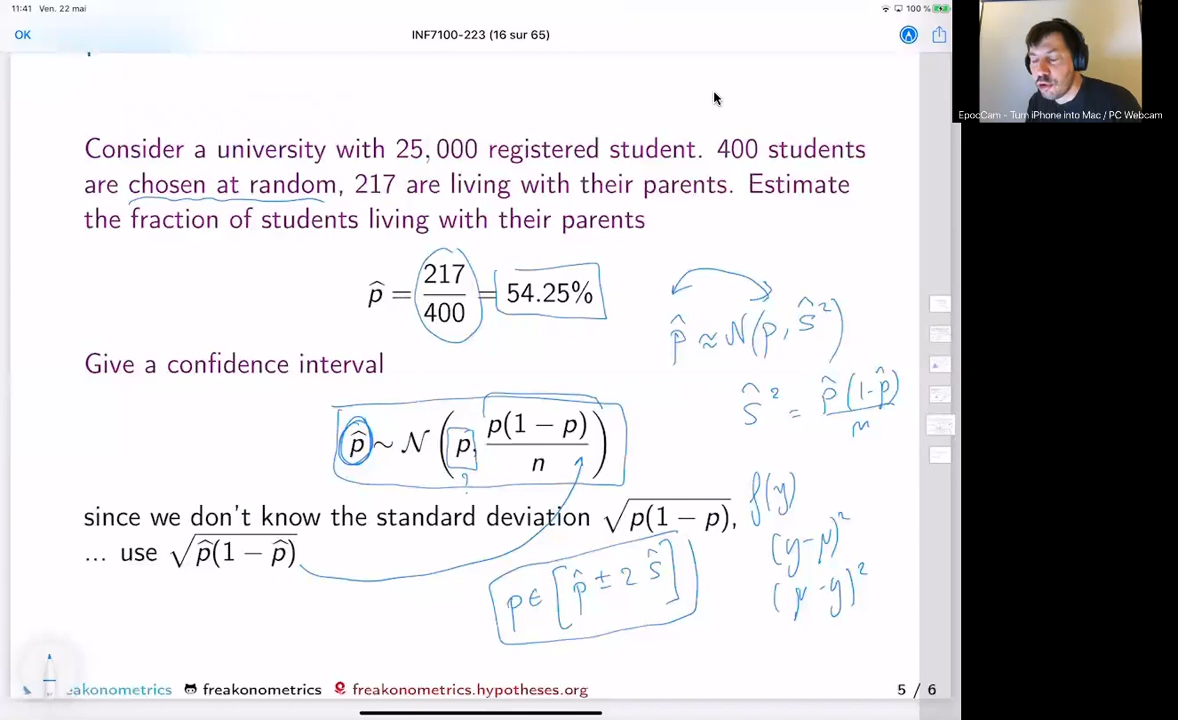 11:41 Ven. 22 mai
100 %
OK
INF7100-223 (16 sur 65)
EpocCam - Turn iPhone into Mac / PC Webcam
Consider a university with 25,000 registered student. 400 students
are chosen at random, 217 are living with their parents. Estimate
the fraction of students living with their parents
p̂ = 217/400 = 54.25%
p̂ ≈ N(p, ŝ²)
Give a confidence interval
ŝ² = p̂(1-p̂)/n
p̂ ∼ N(p, p(1 − p)/n)
?
since we don't know the standard deviation √p(1 − p),
f(y)
... use √p̂(1 − p̂)
(y-μ)²
p ∈ [p̂ ± 2 ŝ]
(μ-y)²
freakonometrics.hypotheses.org
akonometrics
freakonometrics
5 / 6